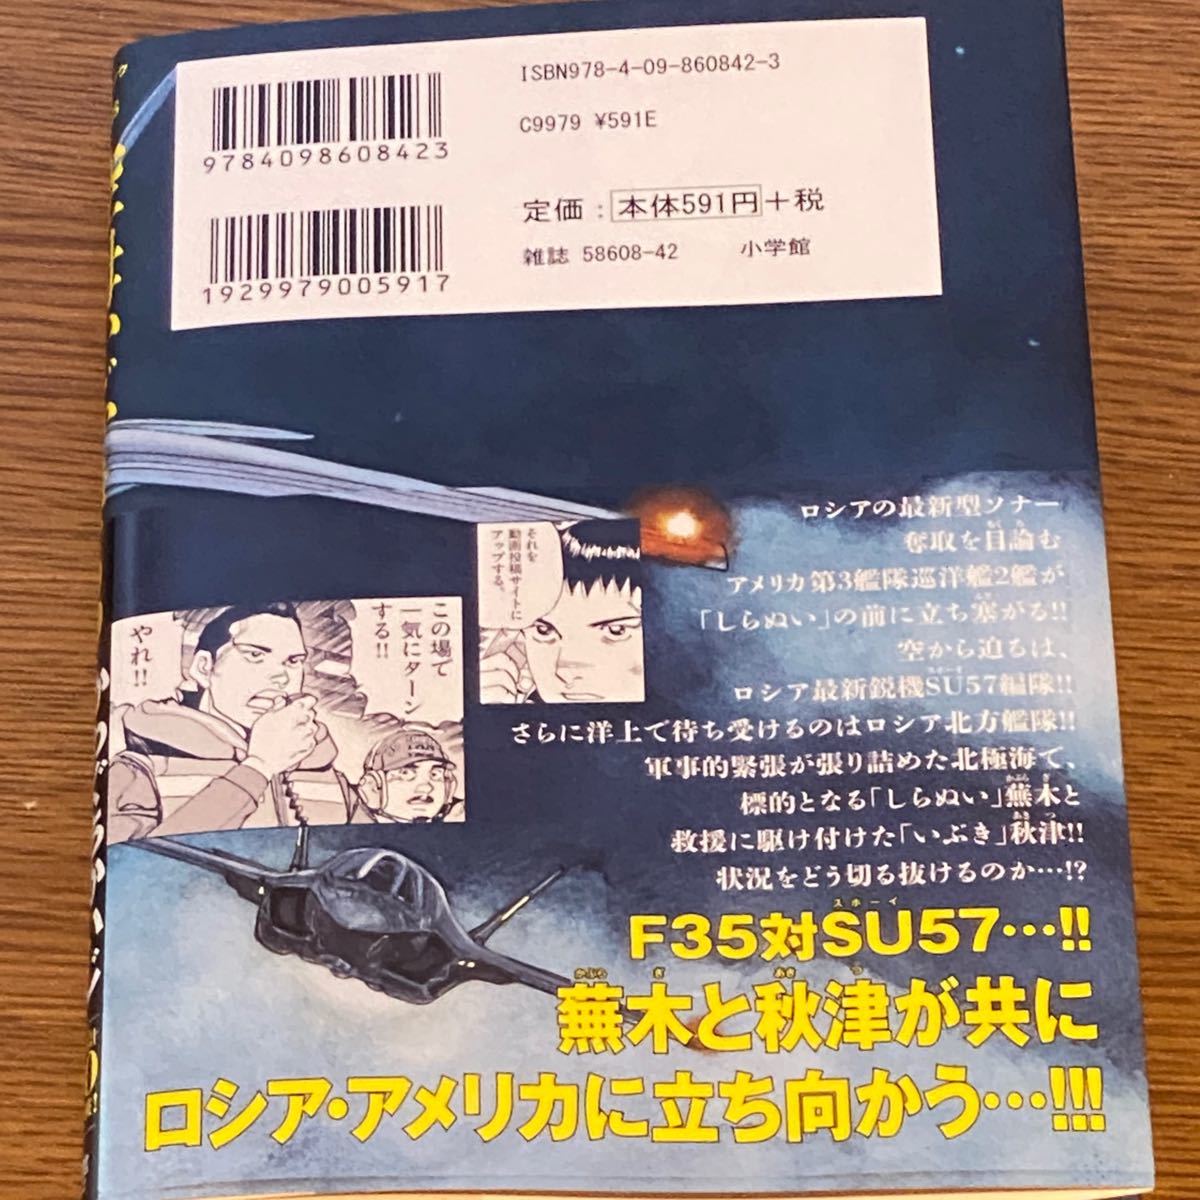 ISBN978-4-09-860842-3
C9979 ¥591E
9784098608423
定価：本体591円＋税
雑誌 58608-42 小学館
1929979005917
ロシアの最新型ソナー
奪取を目論む
アメリカ第3艦隊巡洋艦2艦が
「しらぬい」の前に立ち塞がる!!
空から迫るは、
ロシア最新鋭機SU57編隊!!
さらに洋上で待ち受けるのはロシア北方艦隊!!
軍事的緊張が張り詰めた北極海で、
標的となる「しらぬい」蕪木と
救援に駆け付けた「いぶき」秋津!!
状況をどう切る抜けるのか…!?
それを
動画投稿サイトに
アップする。
この場で
一気にターン
する!!
やれ!!
F35対SU57…!!
蕪木と秋津が共に
ロシア・アメリカに立ち向かう…!!!